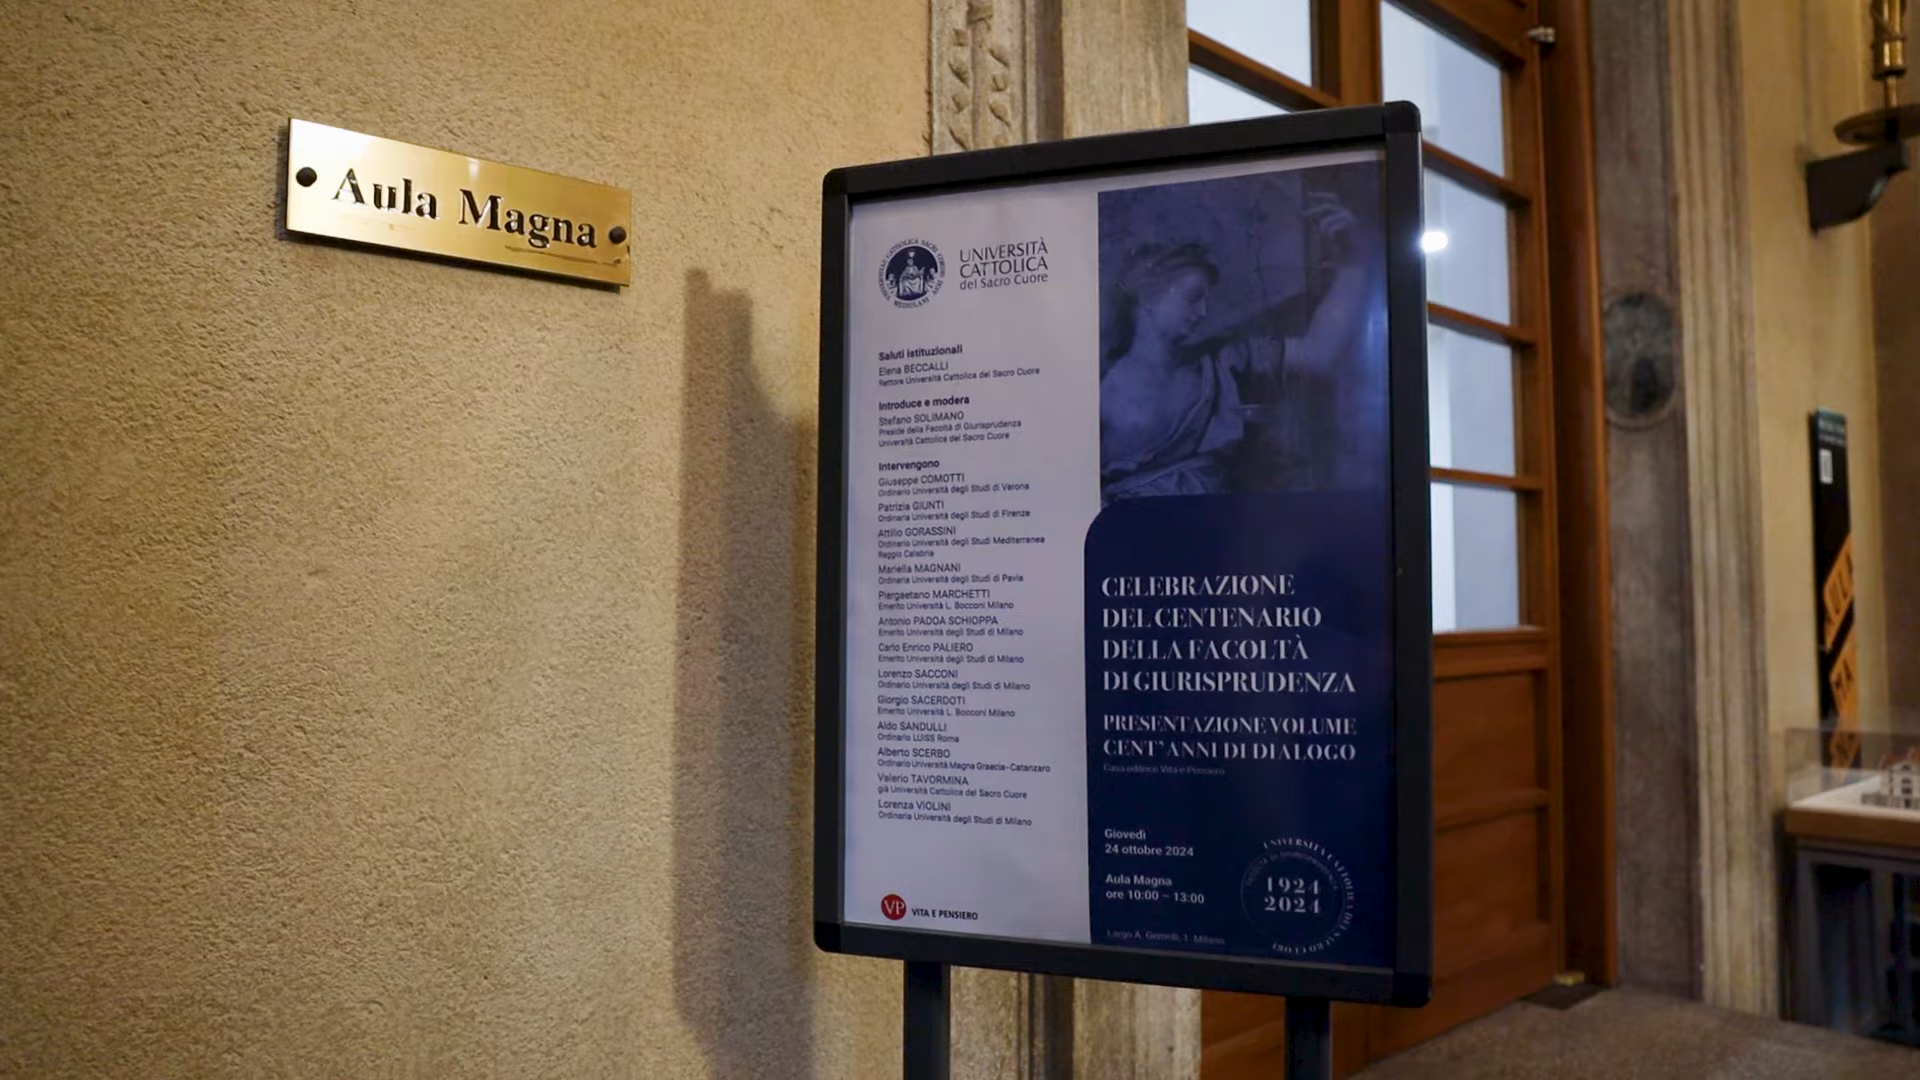 Aula Magna
UNIVERSITÀ
CATTOLICA
del Sacro Cuore
Saluti istituzionali
Elena BECCALLI
Rettore Università Cattolica del Sacro Cuore
Introduce e modera
Stefano SOLIMANO
Preside della Facoltà di Giurisprudenza
Università Cattolica del Sacro Cuore
Intervengono
Giuseppe COMOTTI
Ordinario Università degli Studi di Verona
Patrizia GIUNTI
Ordinaria Università degli Studi di Firenze
Attilio GORASSINI
Ordinario Università degli Studi Mediterranea
Reggio Calabria
Mariella MAGNANI
Ordinaria Università degli Studi di Pavia
Piergaetano MARCHETTI
Emerito Università L. Bocconi Milano
Antonio PADOA SCHIOPPA
Emerito Università degli Studi di Milano
Carlo Enrico PALIERO
Emerito Università degli Studi di Milano
Lorenzo SACCONI
Ordinario Università degli Studi di Milano
Giorgio SACERDOTI
Emerito Università L. Bocconi Milano
Aldo SANDULLI
Ordinario LUISS Roma
Alberto SCERBO
Ordinario Università Magna Graecia-Catanzaro
Valerio TAVORMINA
già Università Cattolica del Sacro Cuore
Lorenza VIOLINI
Ordinaria Università degli Studi di Milano
VP VITA E PENSIERO
CELEBRAZIONE
DEL CENTENARIO
DELLA FACOLTÀ
DI GIURISPRUDENZA
PRESENTAZIONE VOLUME
CENT'ANNI DI DIALOGO
Casa editrice Vita e Pensiero
Giovedì
24 ottobre 2024
Aula Magna
ore 10:00 – 13:00
Largo A. Gemelli, 1 Milano
1924
2024